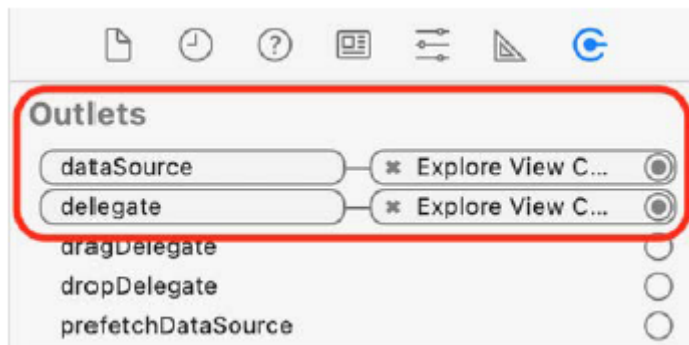 Outlets
dataSource Explore View C...
delegate Explore View C...
dragDelegate
dropDelegate
prefetchDataSource